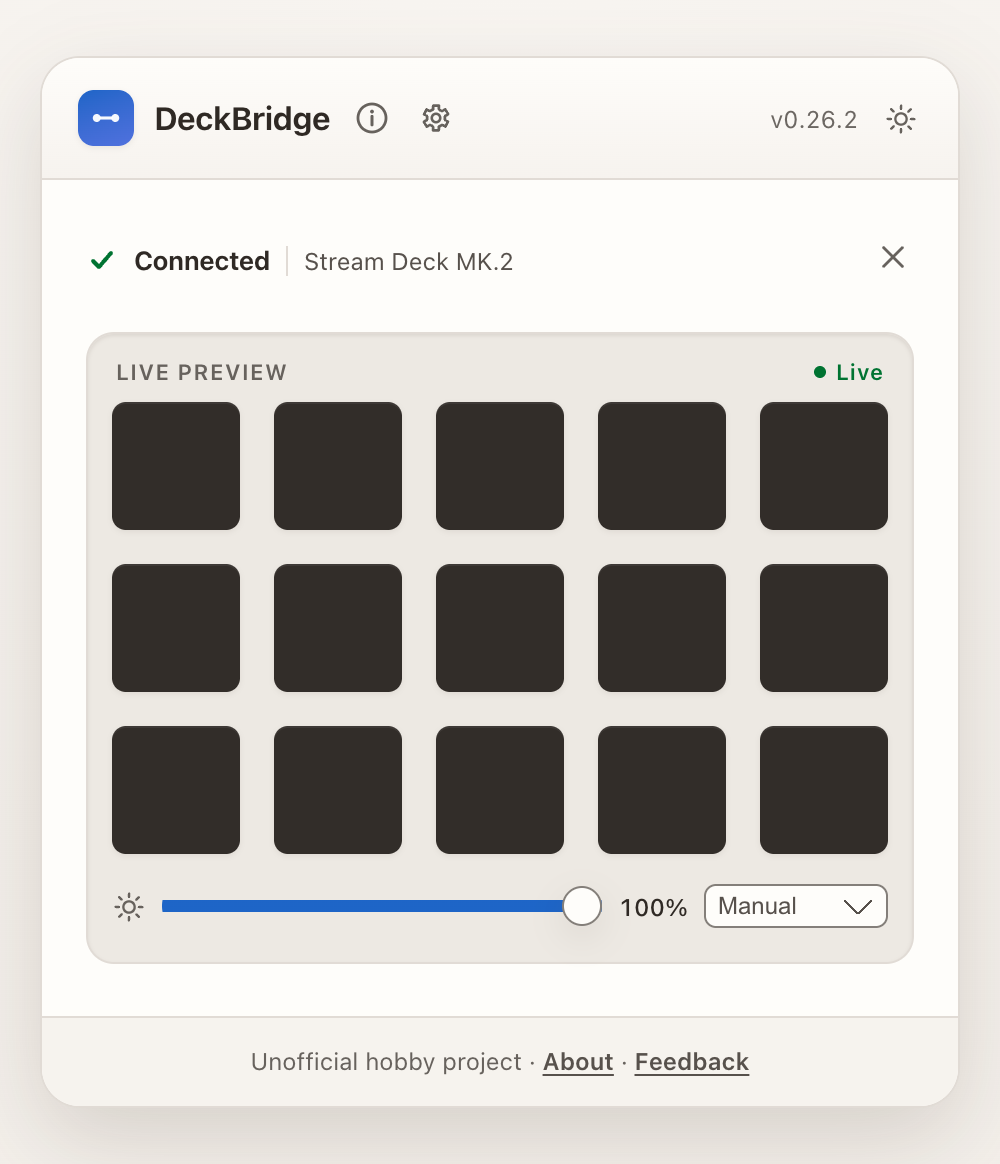 DeckBridge
v0.26.2
Connected
Stream Deck MK.2
LIVE PREVIEW
Live
100%
Manual
Unofficial hobby project · About · Feedback